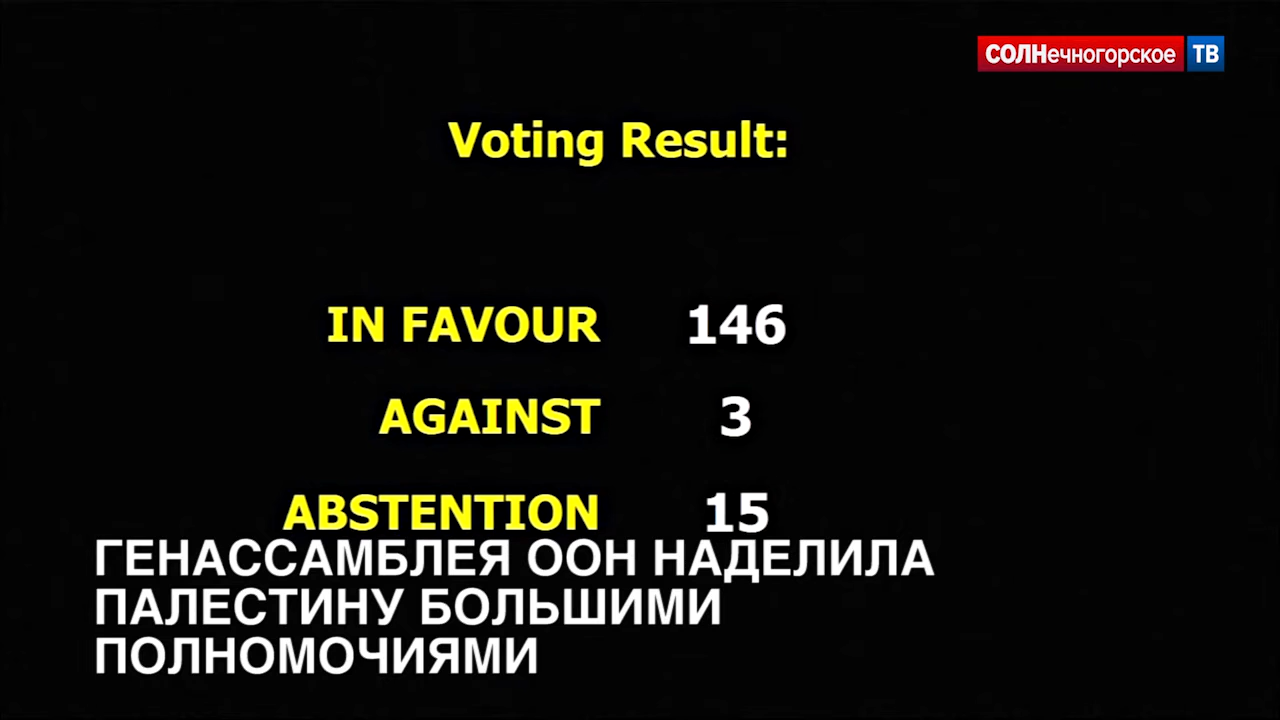 СОЛНечногорское ТВ
Voting Result:
IN FAVOUR 146
AGAINST 3
ABSTENTION 15
ГЕНАССАМБЛЕЯ ООН НАДЕЛИЛА
ПАЛЕСТИНУ БОЛЬШИМИ
ПОЛНОМОЧИЯМИ